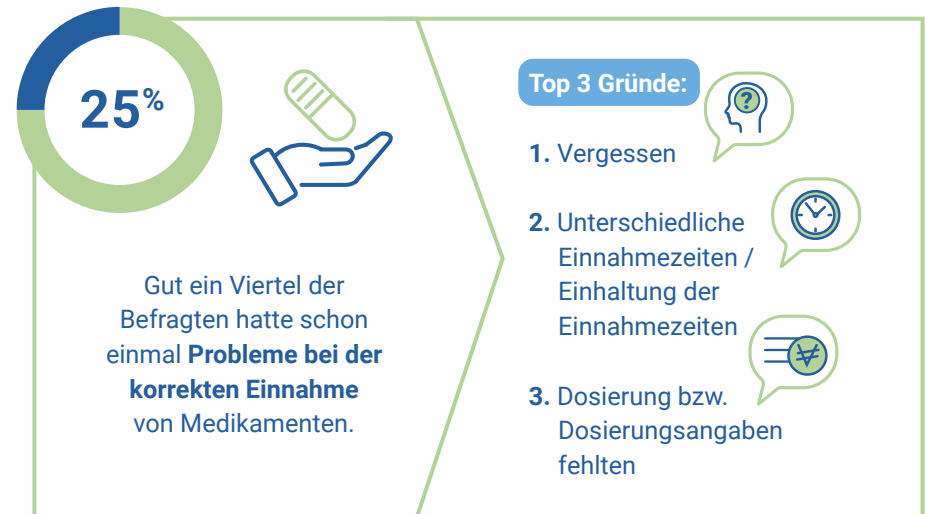 25%
Gut ein Viertel der
Befragten hatte schon
einmal Probleme bei der
korrekten Einnahme
von Medikamenten.
Top 3 Gründe:
?
1. Vergessen
2. Unterschiedliche
Einnahmezeiten /
Einhaltung der
Einnahmezeiten
3. Dosierung bzw.
Dosierungsangaben
fehlten